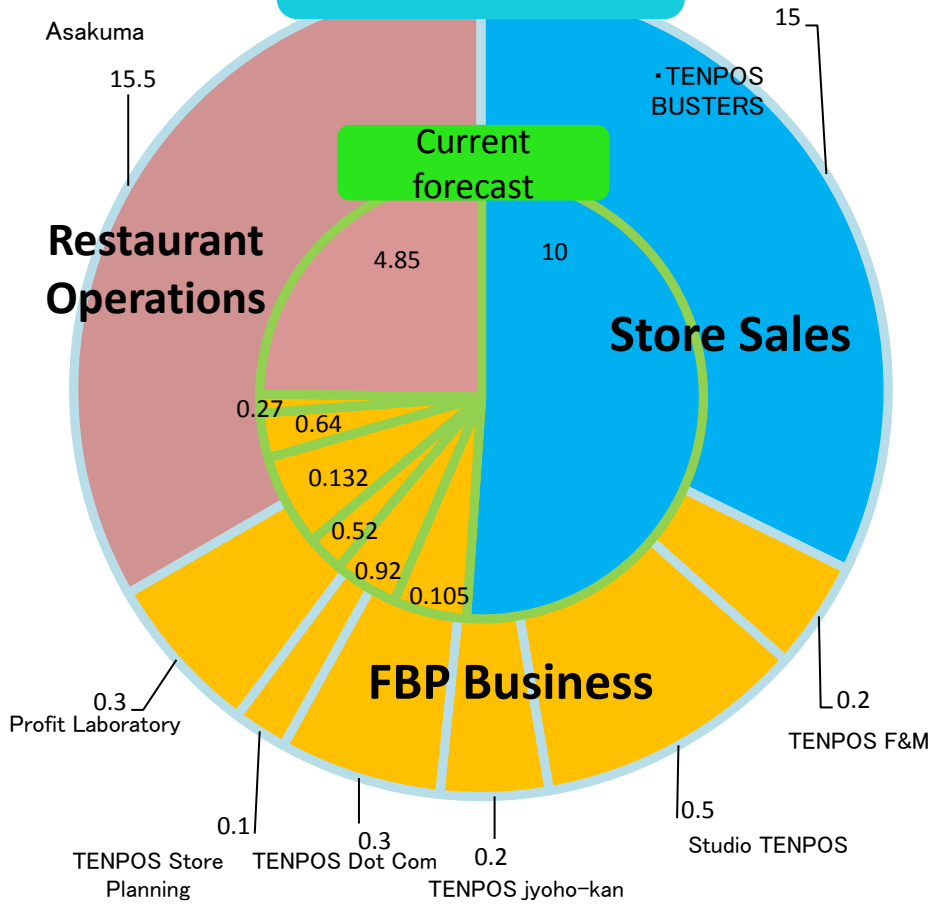 Asakuma
15.5
15
・TENPOS
BUSTERS
Current
forecast
Restaurant
Operations
4.85
10
Store Sales
0.27
0.64
0.132
0.52
0.92
0.105
FBP Business
0.3
Profit Laboratory
0.2
TENPOS F&M
0.1
TENPOS Store
Planning
0.3
TENPOS Dot Com
0.2
TENPOS jyoho-kan
0.5
Studio TENPOS